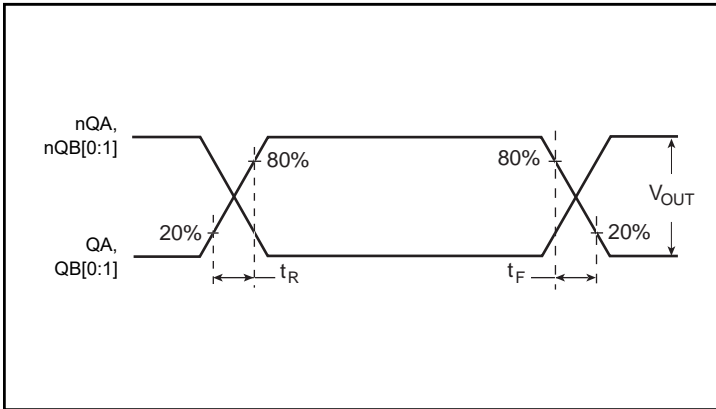 nQA,
nQB[0:1]
80%
80%
VOUT
20%
20%
QA,
QB[0:1]
tR
tF